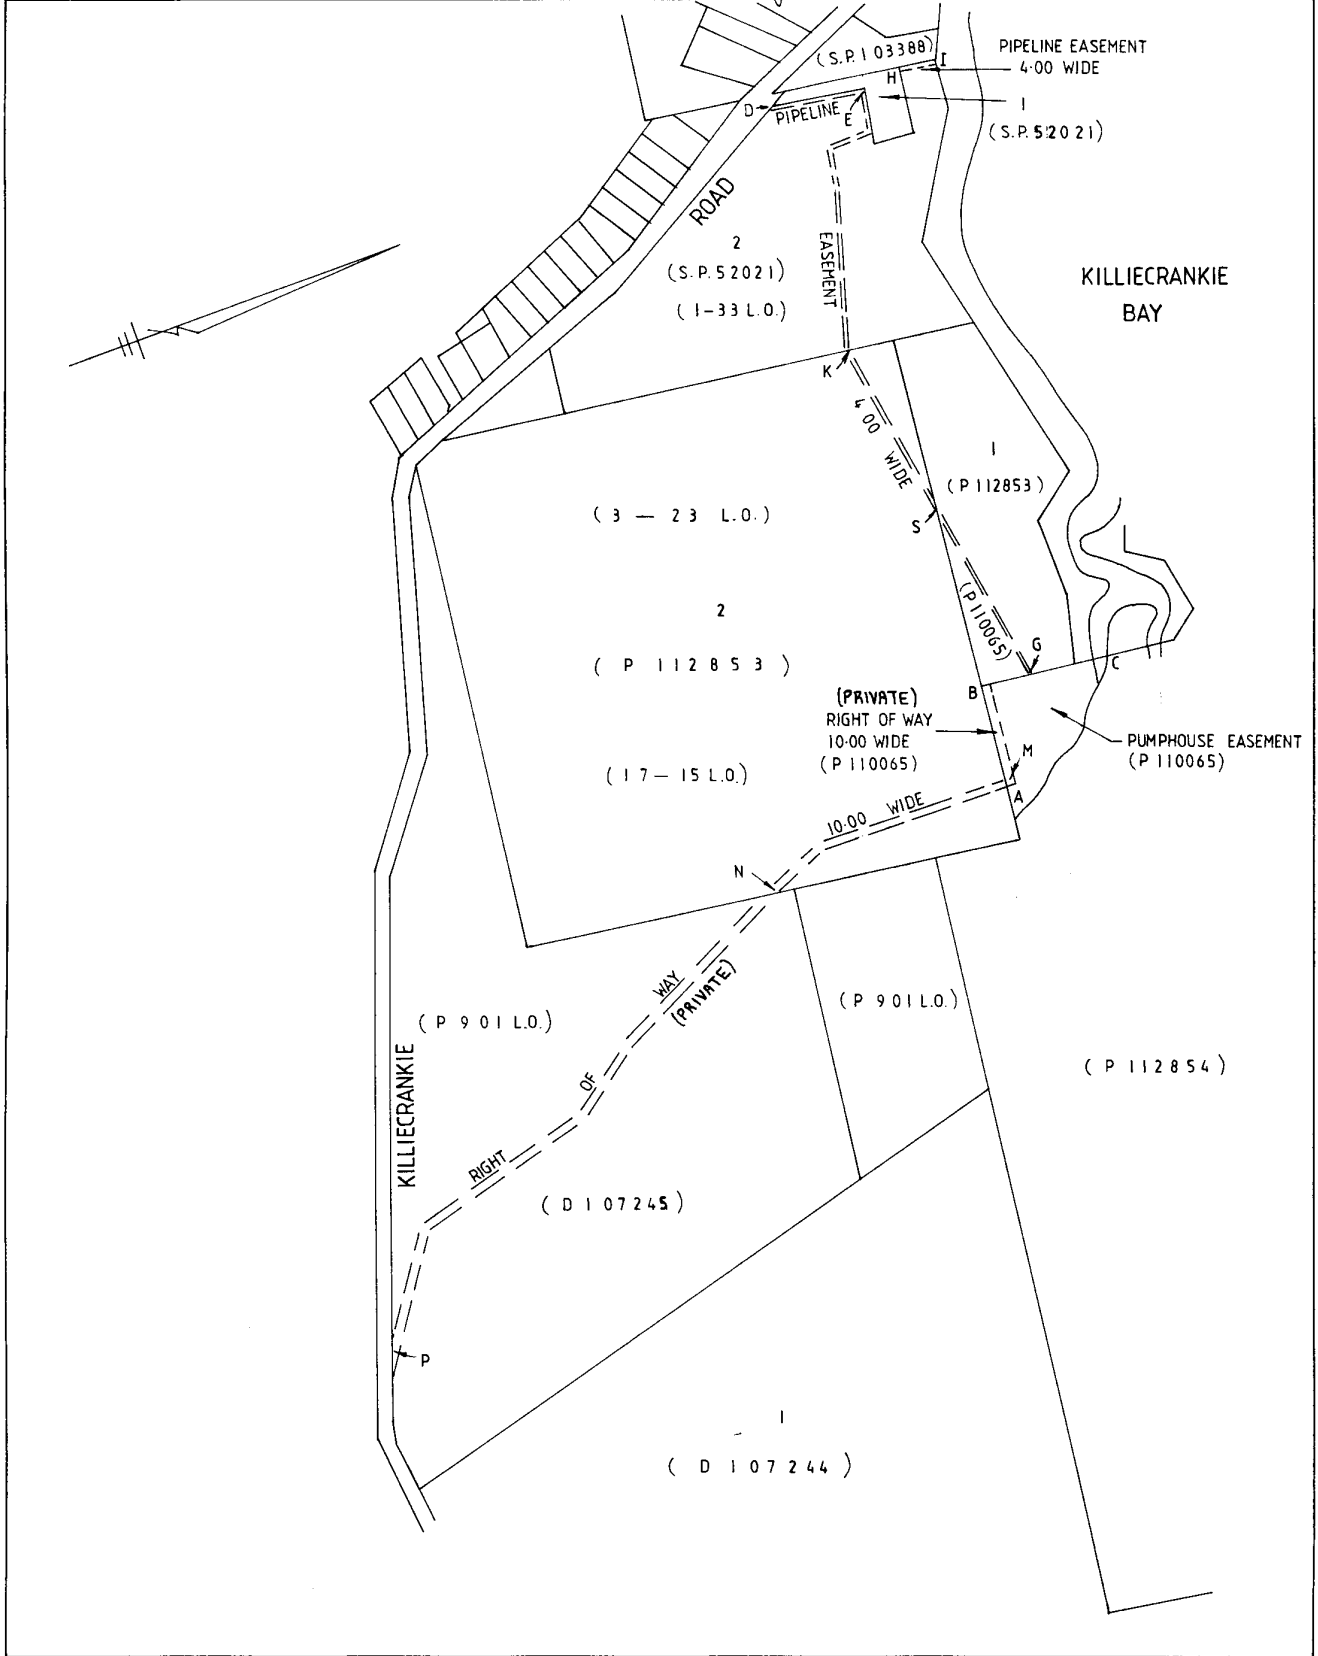 (S.P.103388)
PIPELINE EASEMENT
4·00 WIDE
I
H
D
PIPELINE
E
1
(S.P.52021)
ROAD
2
(S.P.52021)
(1-33 L.O.)
EASEMENT
KILLIECRANKIE
BAY
K
4·00 WIDE
1
(P 112853)
(3 — 23 L.O.)
S
2
(P110065)
(P 112853)
G
C
B
(PRIVATE)
RIGHT OF WAY
10·00 WIDE
(P 110065)
M
PUMPHOUSE EASEMENT
(P 110065)
(17 — 15 L.O.)
A
10·00 WIDE
N
WAY
(PRIVATE)
(P 901 L.O.)
(P 901 L.O.)
KILLIECRANKIE
OF
(P 112854)
RIGHT
(D 107245)
P
1
(D 107244)